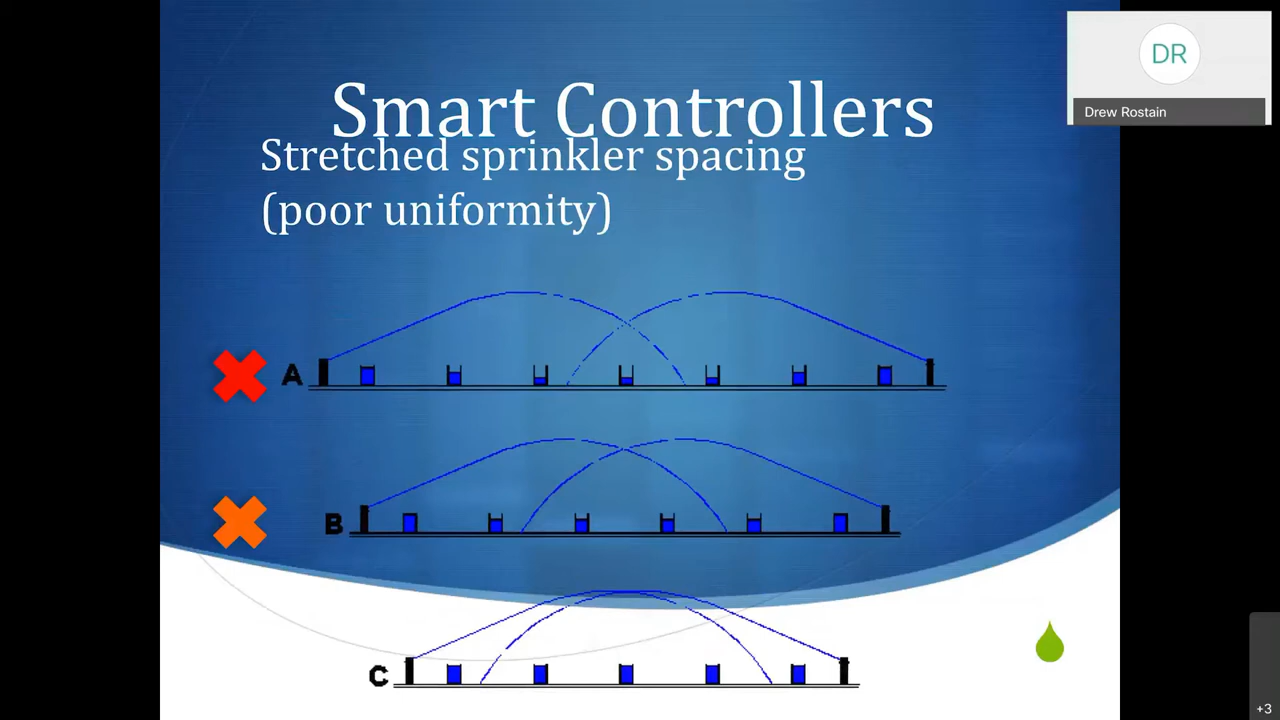 Smart Controllers
Stretched sprinkler spacing
(poor uniformity)
DR
Drew Rostain
A
B
C
+3